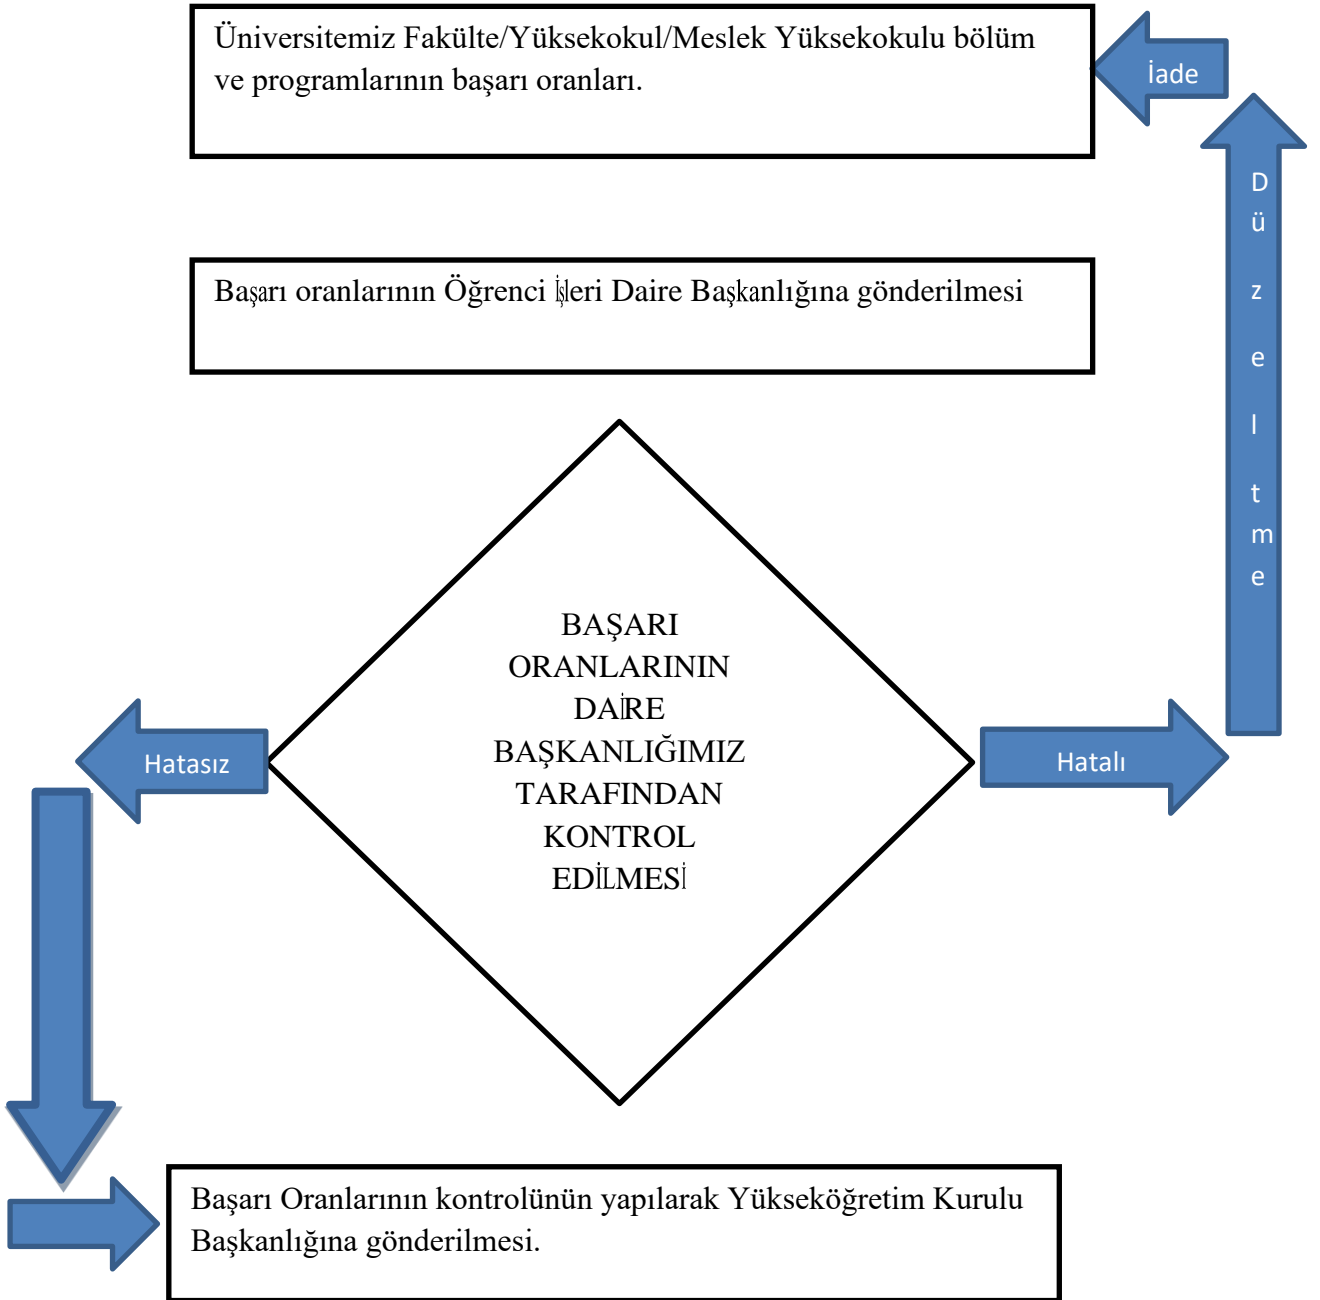 Üniversitemiz Fakülte/Yüksekokul/Meslek Yüksekokulu bölüm
ve programlarının başarı oranları.
İade
Düzeltme
Başarı oranlarının Öğrenci İşleri Daire Başkanlığına gönderilmesi
BAŞARI
ORANLARININ
DAİRE
BAŞKANLIĞIMIZ
TARAFINDAN
KONTROL
EDİLMESİ
Hatasız
Hatalı
Başarı Oranlarının kontrolünün yapılarak Yükseköğretim Kurulu
Başkanlığına gönderilmesi.